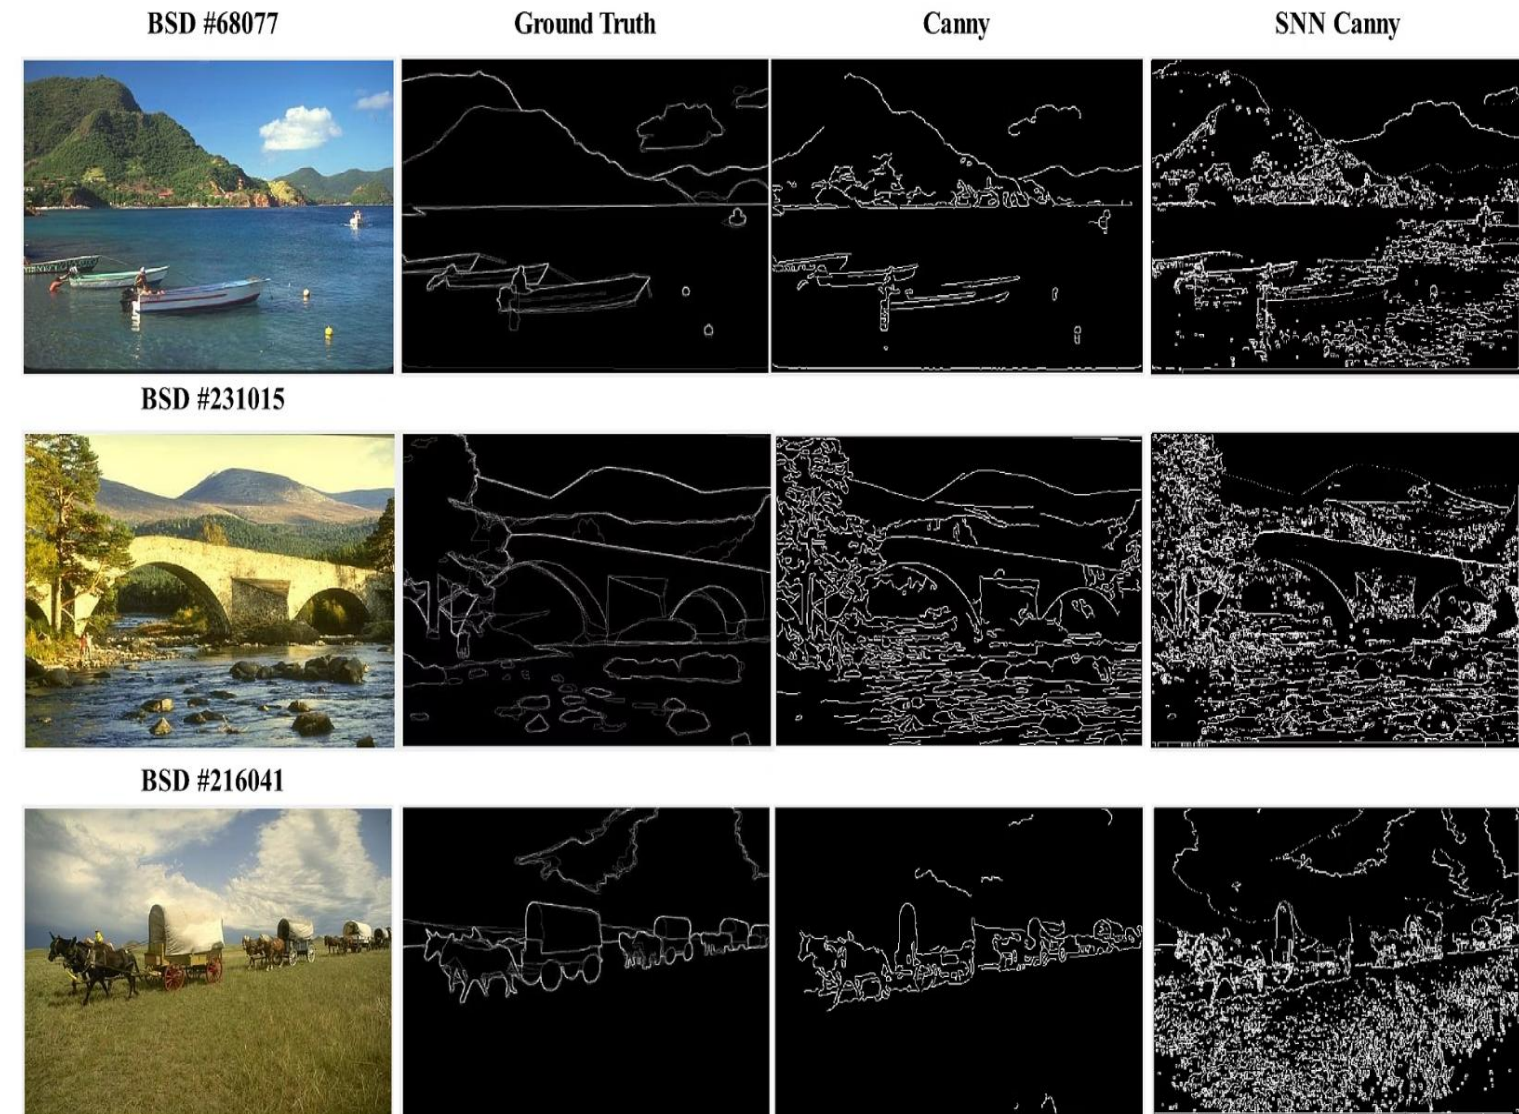 BSD #68077
Ground Truth
Canny
SNN Canny
BSD #231015
BSD #216041